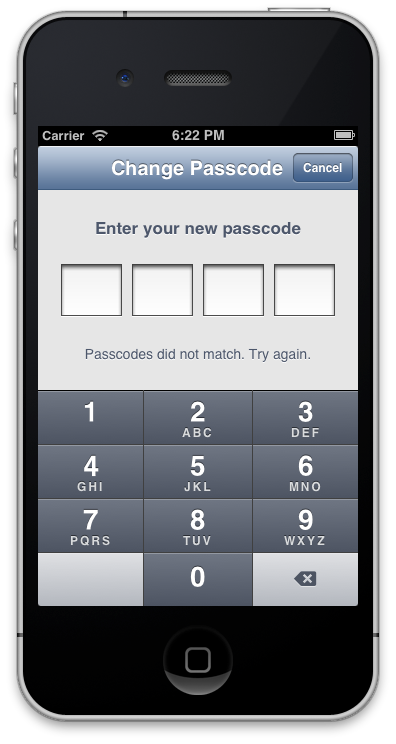 Carrier 6:22 PM
Change Passcode Cancel
Enter your new passcode
Passcodes did not match. Try again.
1 2 3
ABC DEF
4 5 6
GHI JKL MNO
7 8 9
PQRS TUV WXYZ
0